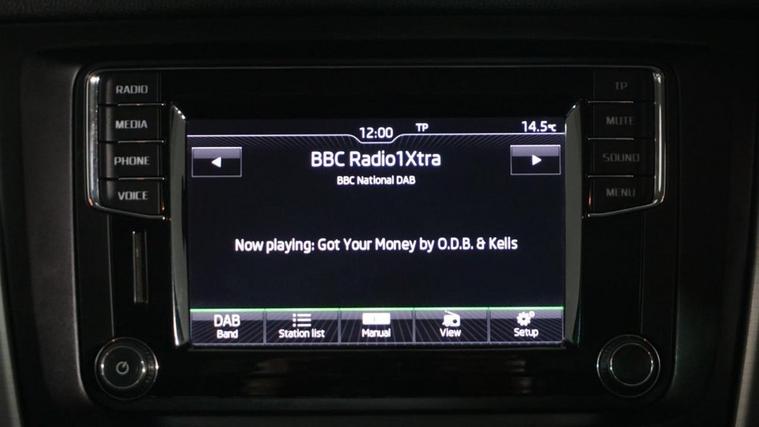 RADIO
MEDIA
PHONE
VOICE
TP
MUTE
SOUND
MENU
12:00 TP 14.5°C
BBC Radio1Xtra
BBC National DAB
Now playing: Got Your Money by O.D.B. & Kelis
DAB
Band
Station list
Manual
View
Setup